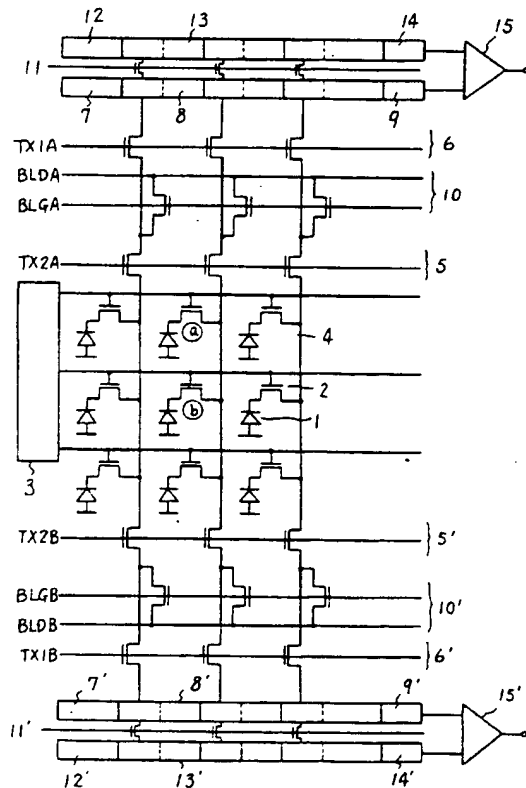 12 13 14 15
11
7 8 9
TX1A 6
BLDA
10
BLGA
TX2A 5
a 4
2
b 1
3
TX2B 5'
BLGB
10'
BLDB
TX1B 6'
7' 8' 9' 15'
11'
12' 13' 14'